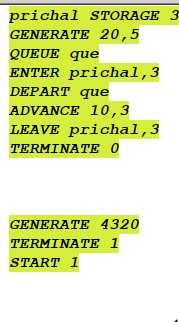 prichal STORAGE 3
GENERATE 20,5
QUEUE que
ENTER prichal,3
DEPART que
ADVANCE 10,3
LEAVE prichal,3
TERMINATE 0
GENERATE 4320
TERMINATE 1
START 1